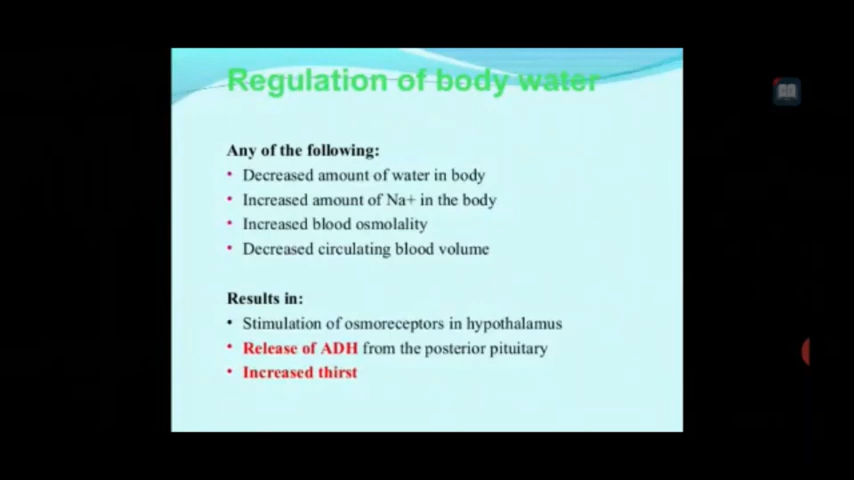 Regulation of body water
Any of the following:
• Decreased amount of water in body
• Increased amount of Na+ in the body
• Increased blood osmolality
• Decreased circulating blood volume
Results in:
• Stimulation of osmoreceptors in hypothalamus
• Release of ADH from the posterior pituitary
• Increased thirst